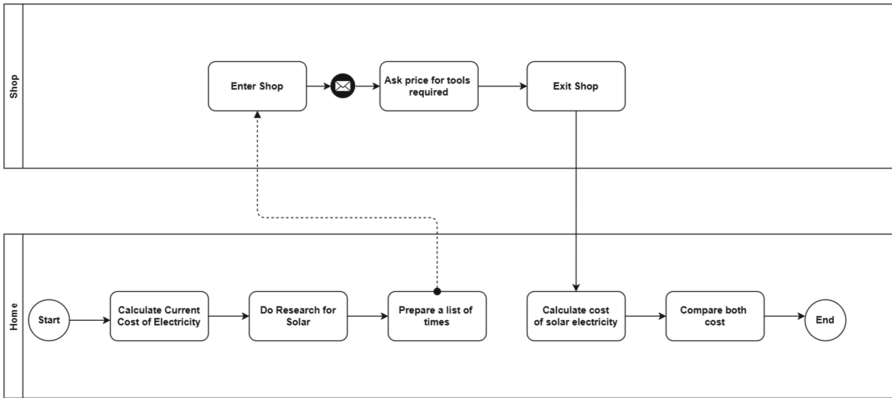 Shop
Enter Shop
Ask price for tools
required
Exit Shop
Home
Start
Calculate Current
Cost of Electricity
Do Research for
Solar
Prepare a list of
times
Calculate cost
of solar electricity
Compare both
cost
End